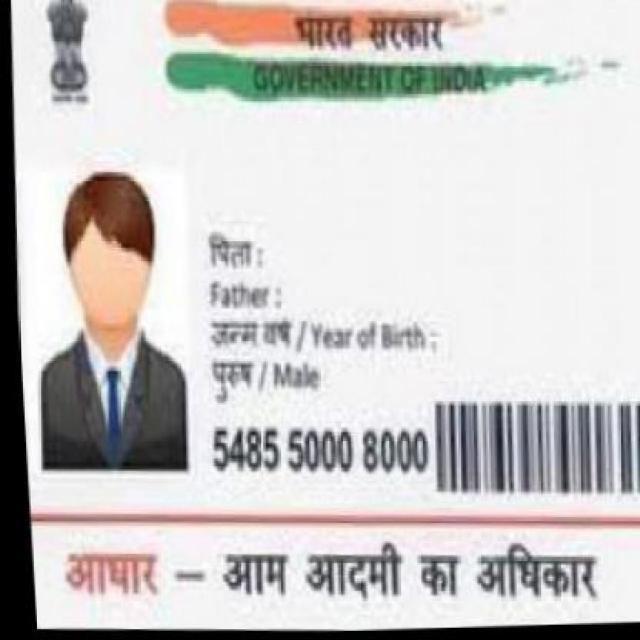 भारत सरकार
GOVERNMENT OF INDIA
पिता :
Father :
जन्म वर्ष / Year of Birth :
पुरुष / Male
5485 5000 8000
आधार – आम आदमी का अधिकार